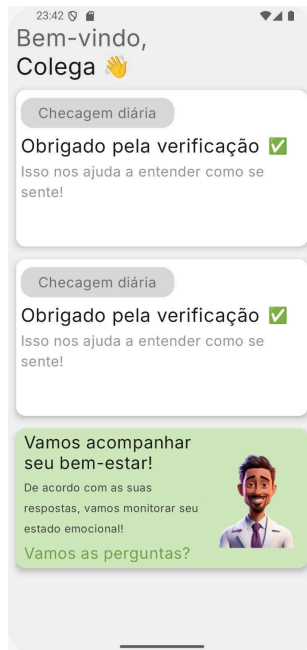 23:42
Bem-vindo,
Colega 👋
Checagem diária
Obrigado pela verificação ✅
Isso nos ajuda a entender como se
sente!
Checagem diária
Obrigado pela verificação ✅
Isso nos ajuda a entender como se
sente!
Vamos acompanhar
seu bem-estar!
De acordo com as suas
respostas, vamos monitorar seu
estado emocional!
Vamos as perguntas?